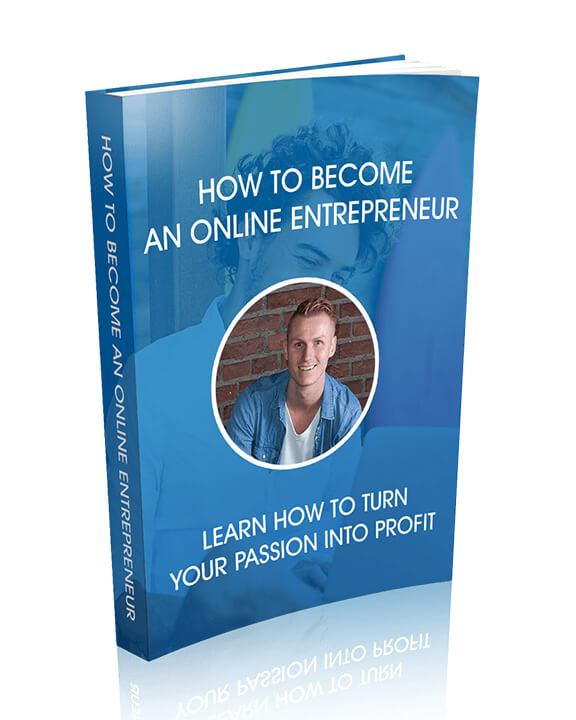 HOW TO BECOME
AN ONLINE ENTREPRENEUR
LEARN HOW TO TURN
YOUR PASSION INTO PROFIT
HOW TO BECOME AN ONLINE ENTREPRENEUR